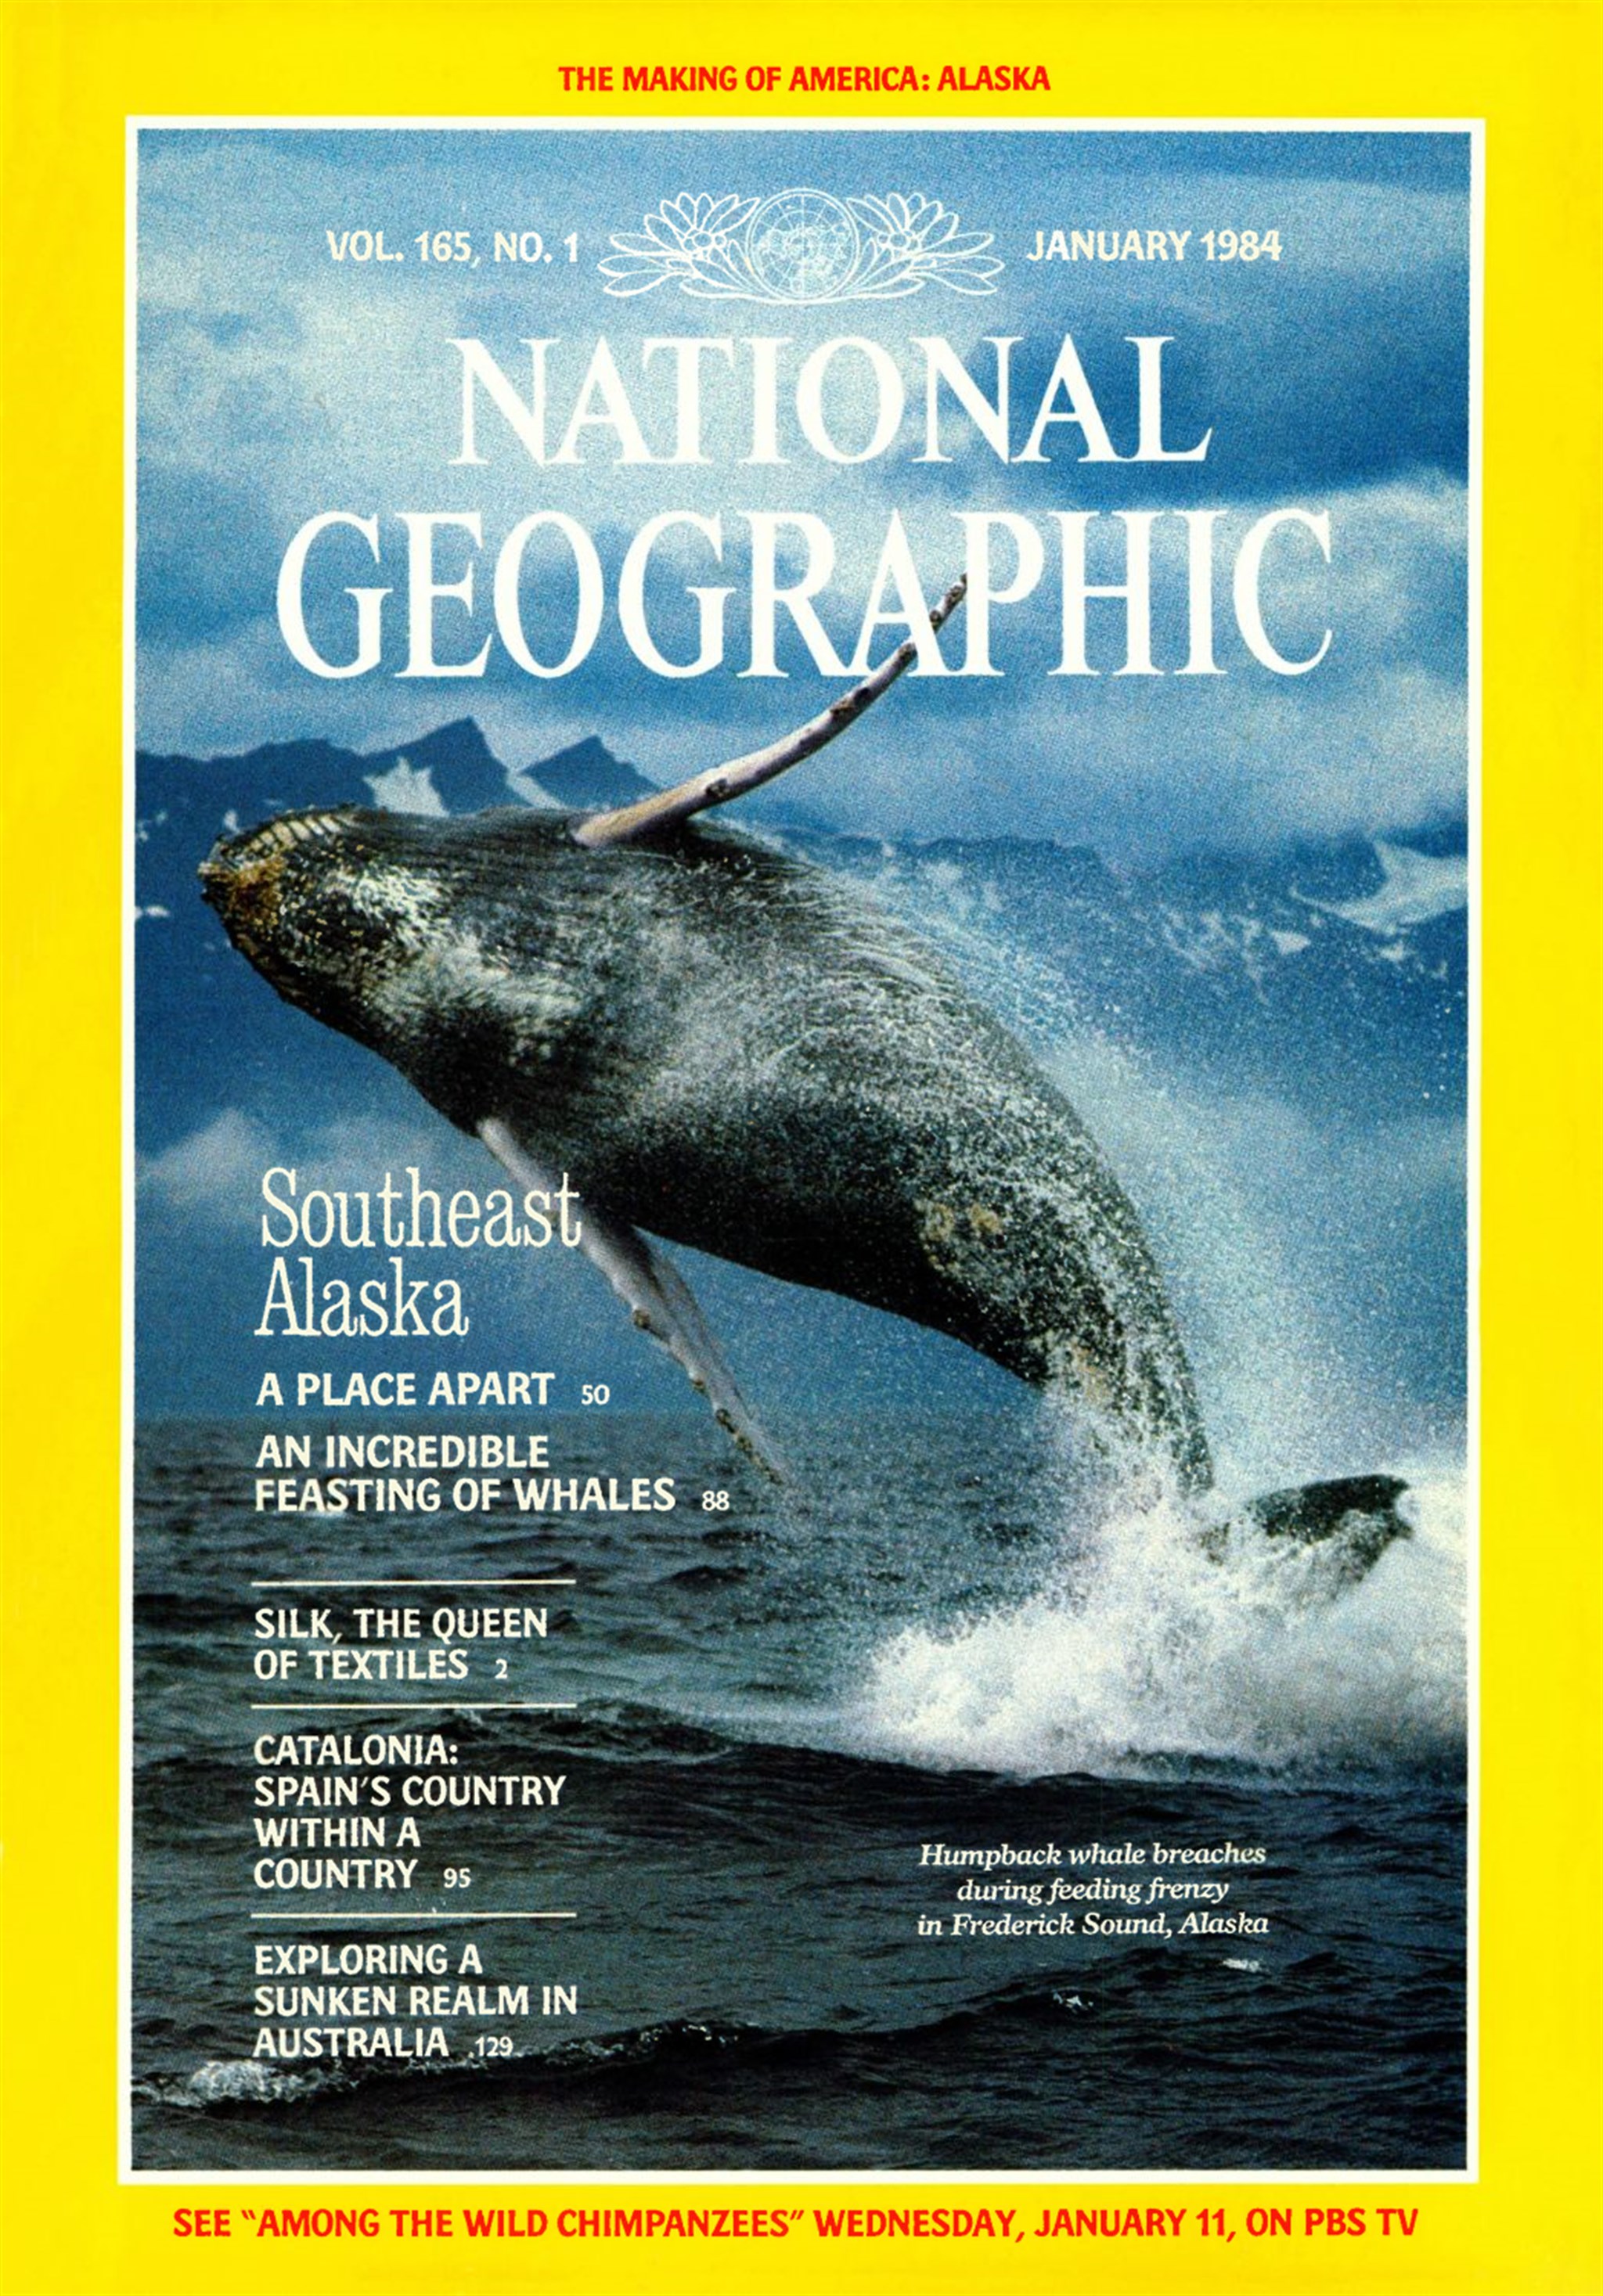 THE MAKING OF AMERICA: ALASKA
VOL. 165, NO. 1
JANUARY 1984
NATIONAL
GEOGRAPHIC
Southeast
Alaska
A PLACE APART 50
AN INCREDIBLE
FEASTING OF WHALES 88
SILK, THE QUEEN
OF TEXTILES 2
CATALONIA:
SPAIN'S COUNTRY
WITHIN A
COUNTRY 95
EXPLORING A
SUNKEN REALM IN
AUSTRALIA 129
Humpback whale breaches
during feeding frenzy
in Frederick Sound, Alaska
SEE "AMONG THE WILD CHIMPANZEES" WEDNESDAY, JANUARY 11, ON PBS TV